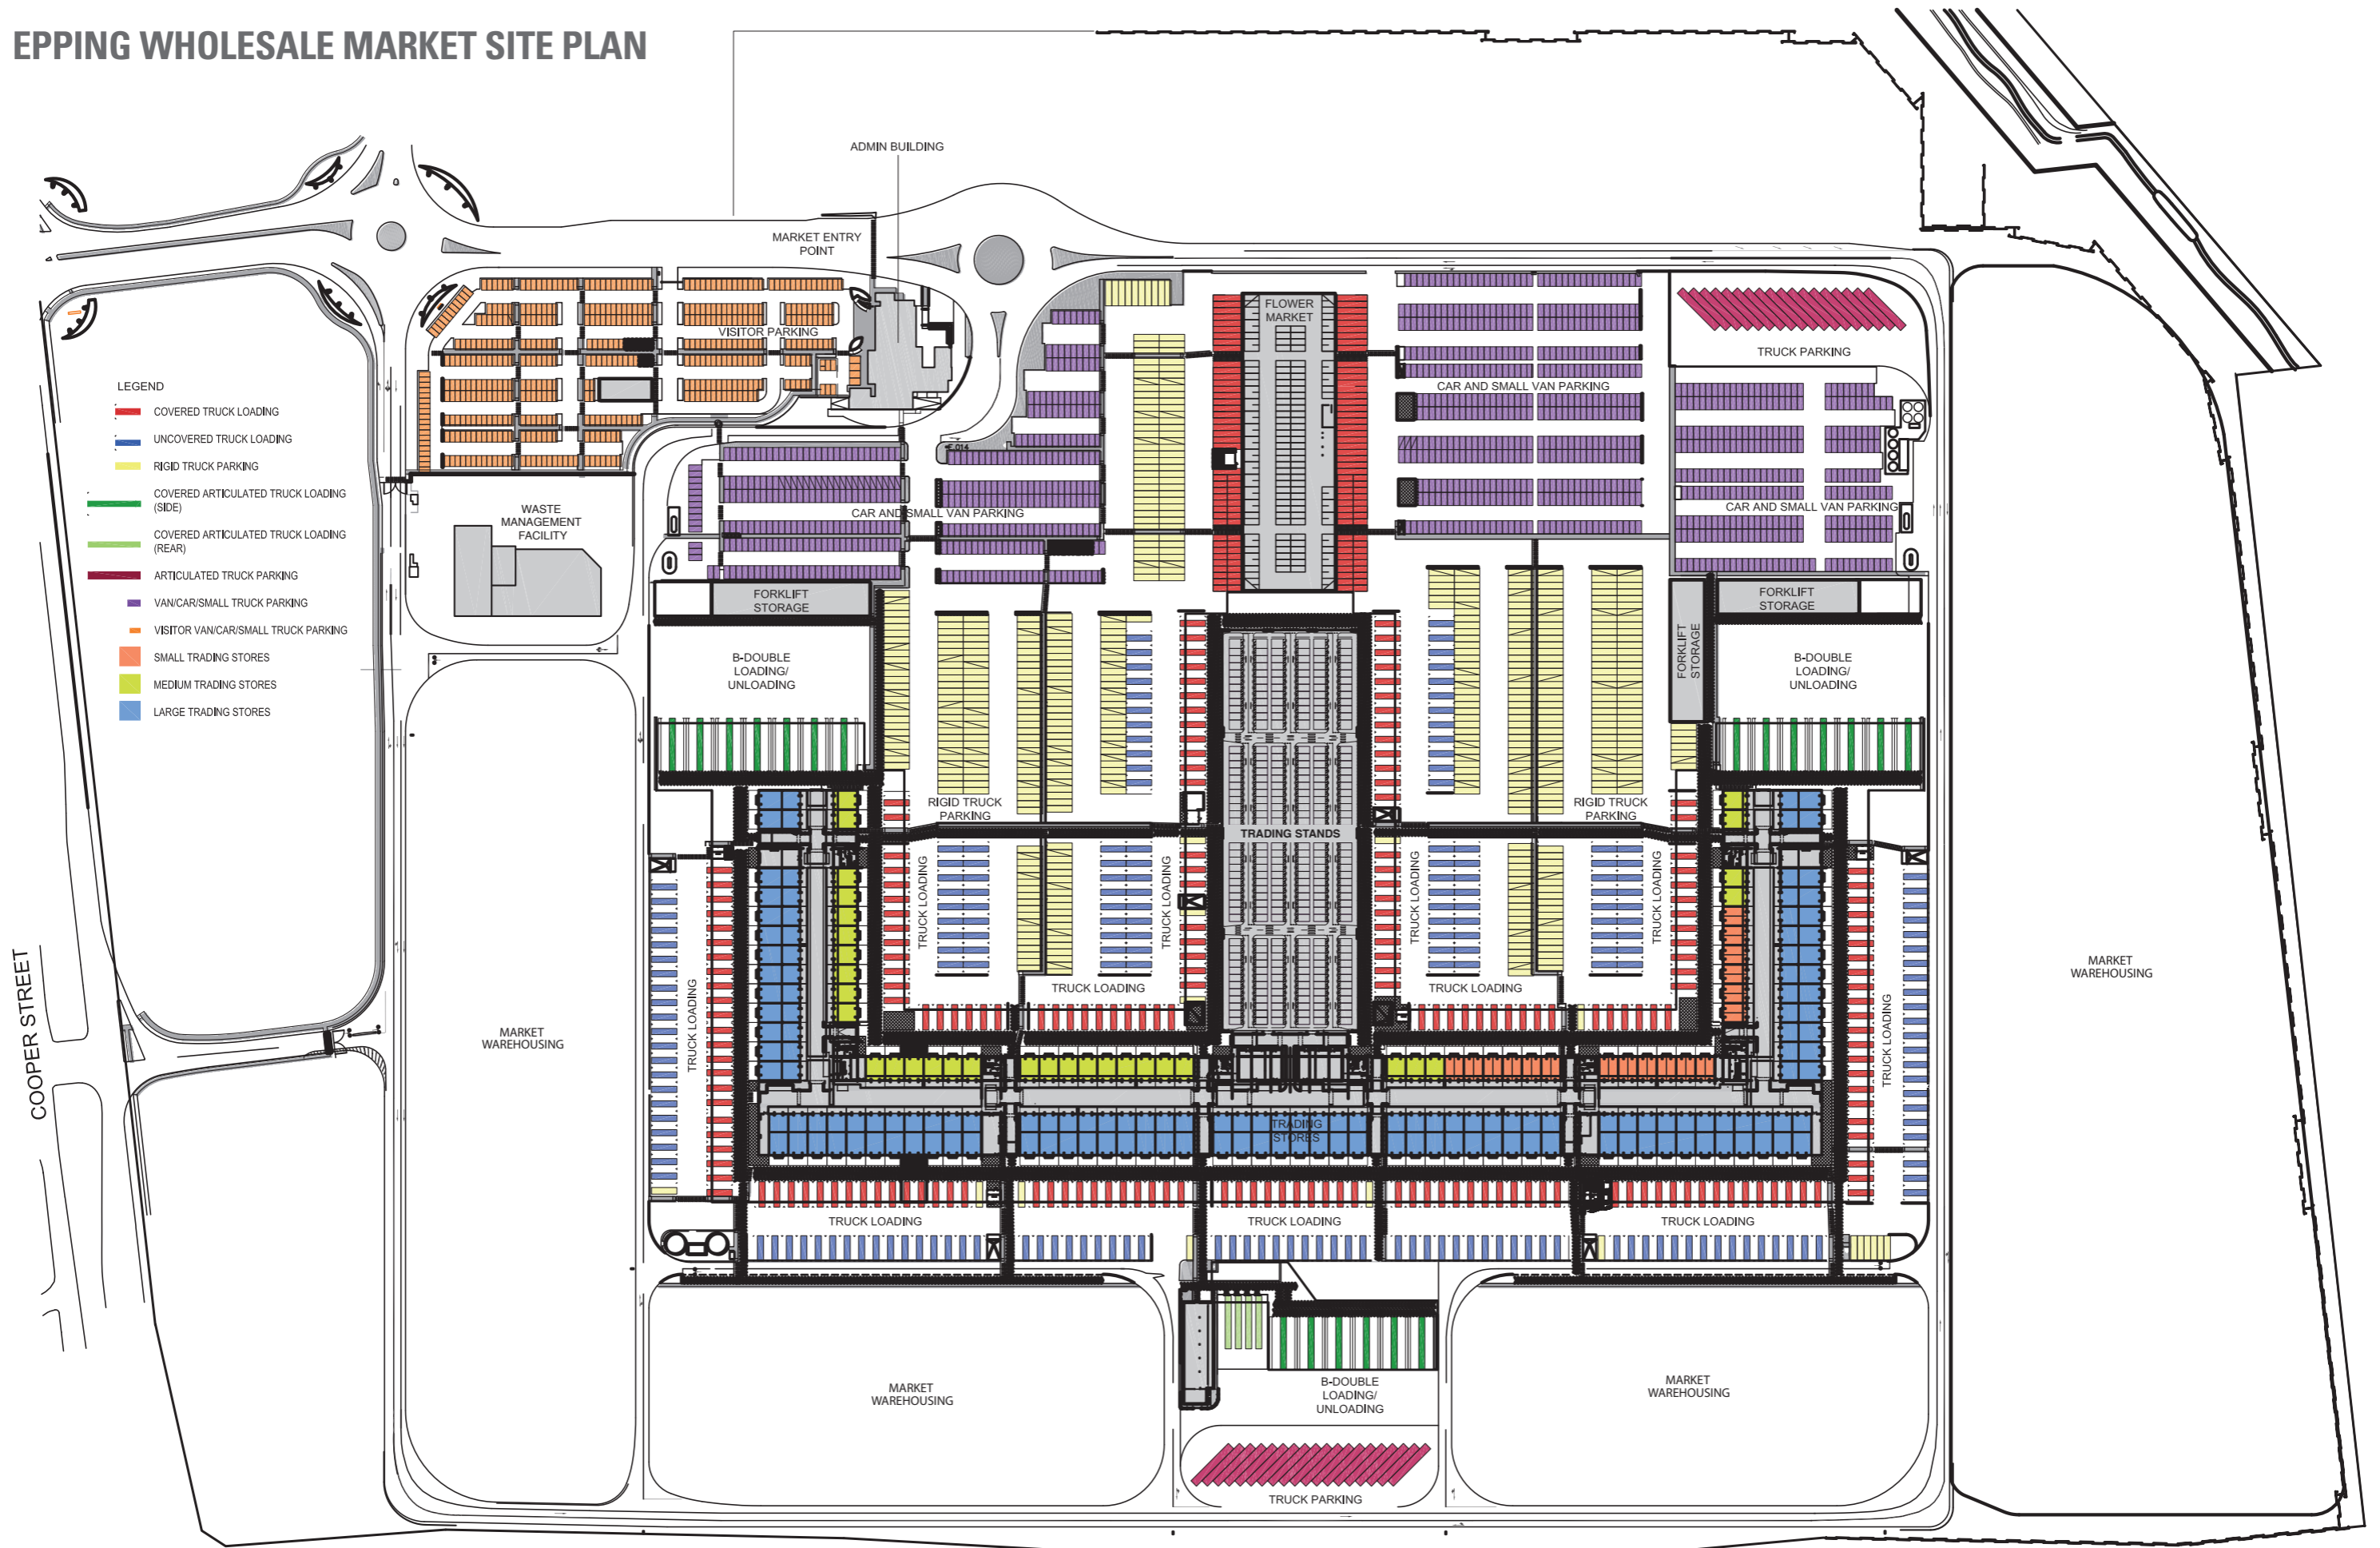 EPPING WHOLESALE MARKET SITE PLAN
ADMIN BUILDING
MARKET ENTRY
POINT
VISITOR PARKING
FLOWER
MARKET
TRUCK PARKING
CAR AND SMALL VAN PARKING
LEGEND
COVERED TRUCK LOADING
UNCOVERED TRUCK LOADING
RIGID TRUCK PARKING
COVERED ARTICULATED TRUCK LOADING
(SIDE)
COVERED ARTICULATED TRUCK LOADING
(REAR)
ARTICULATED TRUCK PARKING
VAN/CAR/SMALL TRUCK PARKING
VISITOR VAN/CAR/SMALL TRUCK PARKING
SMALL TRADING STORES
MEDIUM TRADING STORES
LARGE TRADING STORES
WASTE
MANAGEMENT
FACILITY
CAR AND SMALL VAN PARKING
CAR AND SMALL VAN PARKING
FORKLIFT
STORAGE
FORKLIFT
STORAGE
FORKLIFT
STORAGE
B-DOUBLE
LOADING/
UNLOADING
B-DOUBLE
LOADING/
UNLOADING
RIGID TRUCK
PARKING
RIGID TRUCK
PARKING
TRADING STANDS
TRUCK LOADING
TRUCK LOADING
TRUCK LOADING
TRUCK LOADING
TRUCK LOADING
TRUCK LOADING
TRUCK LOADING
TRUCK LOADING
MARKET
WAREHOUSING
MARKET
WAREHOUSING
COOPER STREET
TRADING
STORES
TRUCK LOADING
TRUCK LOADING
TRUCK LOADING
MARKET
WAREHOUSING
B-DOUBLE
LOADING/
UNLOADING
MARKET
WAREHOUSING
TRUCK PARKING